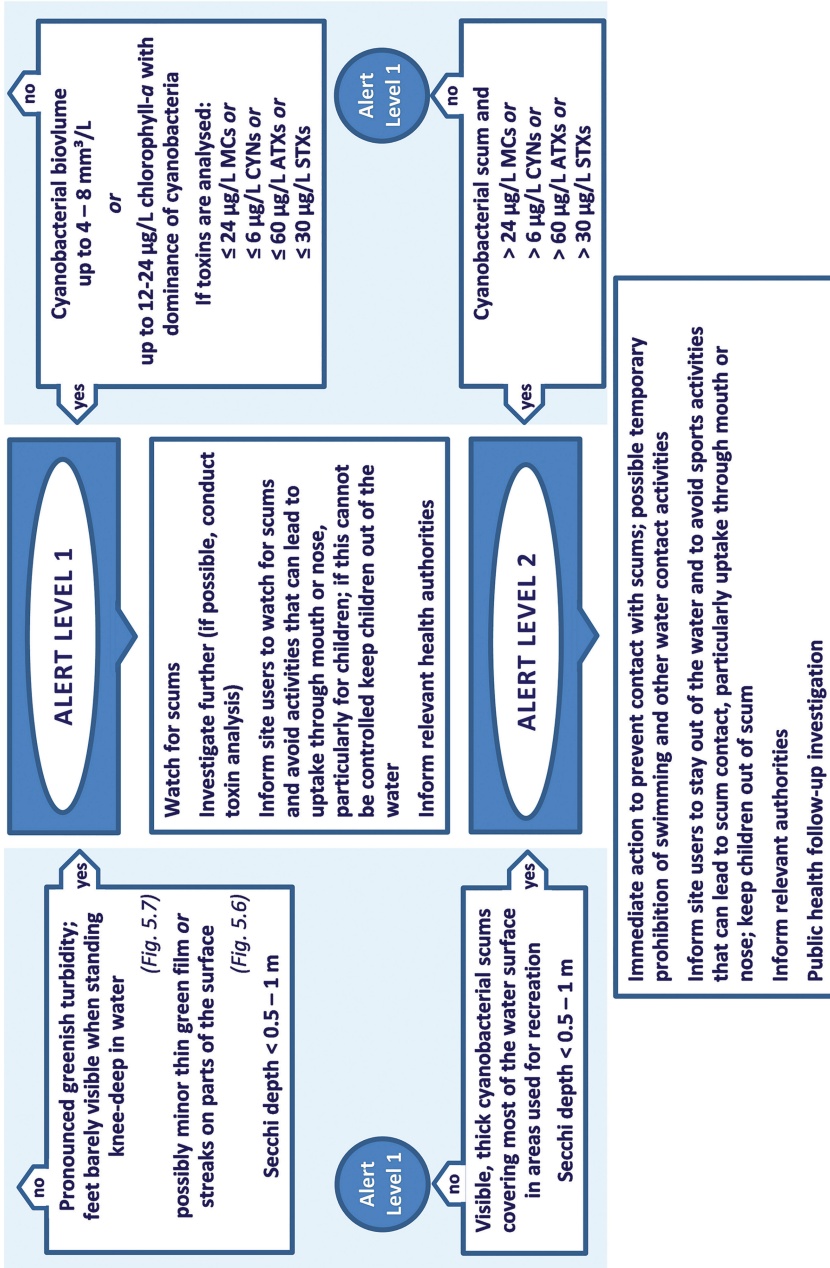 no
Pronounced greenish turbidity;
feet barely visible when standing
knee-deep in water
(Fig. 5.7)
possibly minor thin green film or
streaks on parts of the surface
(Fig. 5.6)
Secchi depth < 0.5 – 1 m
yes
ALERT LEVEL 1
no
Cyanobacterial biovlume
up to 4 – 8 mm³/L
or
up to 12-24 µg/L chlorophyll-a with
dominance of cyanobacteria
If toxins are analysed:
≤ 24 µg/L MCs or
≤ 6 µg/L CYNs or
≤ 60 µg/L ATXs or
≤ 30 µg/L STXs
yes
Watch for scums
Investigate further (if possible, conduct
toxin analysis)
Inform site users to watch for scums
and avoid activities that can lead to
uptake through mouth or nose,
particularly for children; if this cannot
be controlled keep children out of the
water
Inform relevant health authorities
Alert
Level 1
Alert
Level 1
no
Visible, thick cyanobacterial scums
covering most of the water surface
in areas used for recreation
Secchi depth < 0.5 – 1 m
yes
ALERT LEVEL 2
no
Cyanobacterial scum and
> 24 µg/L MCs or
> 6 µg/L CYNs or
> 60 µg/L ATXs or
> 30 µg/L STXs
yes
Immediate action to prevent contact with scums; possible temporary
prohibition of swimming and other water contact activities
Inform site users to stay out of the water and to avoid sports activities
that can lead to scum contact, particularly uptake through mouth or
nose; keep children out of scum
Inform relevant authorities
Public health follow-up investigation